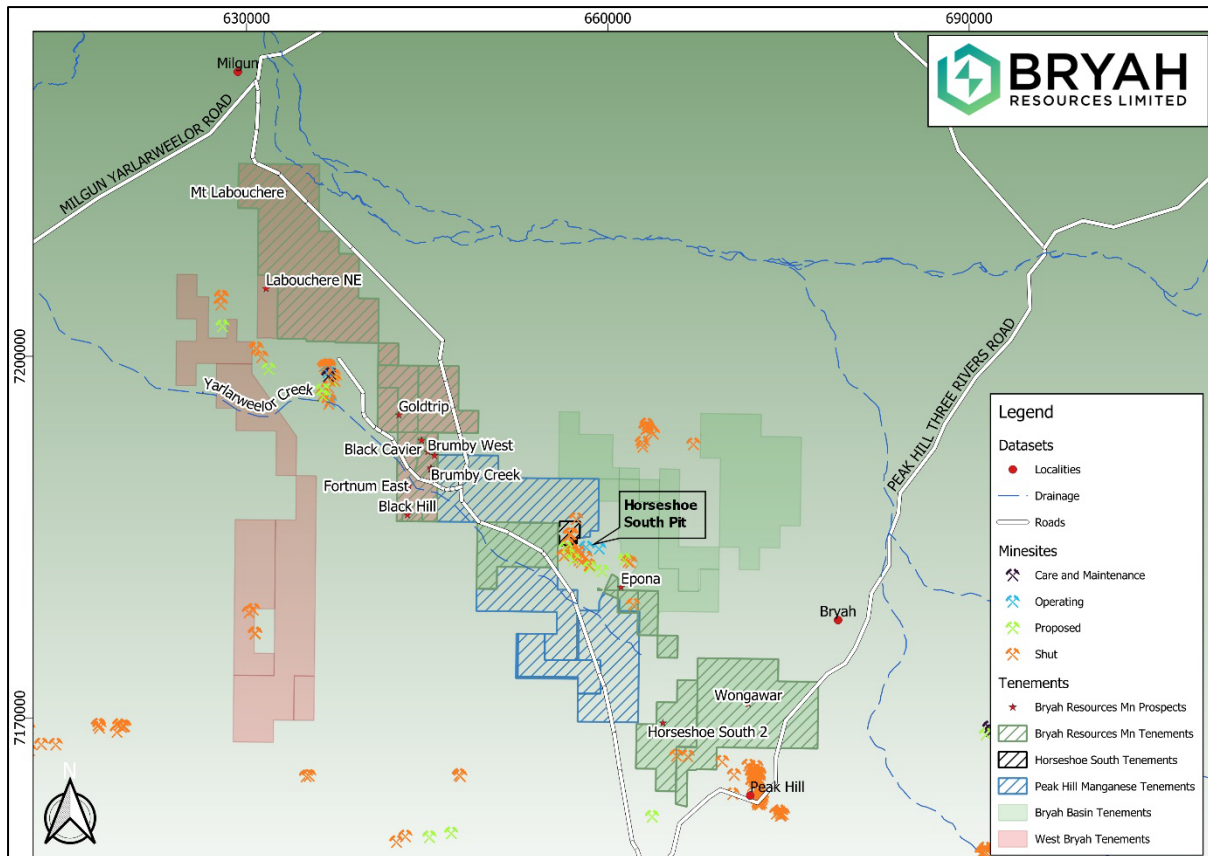 630000
660000
690000
BRYAH
RESOURCES LIMITED
Milgun
MILGUN YARLARWEELOR ROAD
Mt Labouchere
Labouchere NE
7200000
Yarlarweelor Creek
Goldtrip
Black Cavier
Brumby West
Brumby Creek
Fortnum East
Black Hill
Horseshoe
South Pit
Epona
Bryah
PEAK HILL THREE RIVERS ROAD
7170000
Wongawar
Horseshoe South 2
Peak Hill
N
Legend
Datasets
Localities
Drainage
Roads
Minesites
Care and Maintenance
Operating
Proposed
Shut
Tenements
Bryah Resources Mn Prospects
Bryah Resources Mn Tenements
Horseshoe South Tenements
Peak Hill Manganese Tenements
Bryah Basin Tenements
West Bryah Tenements